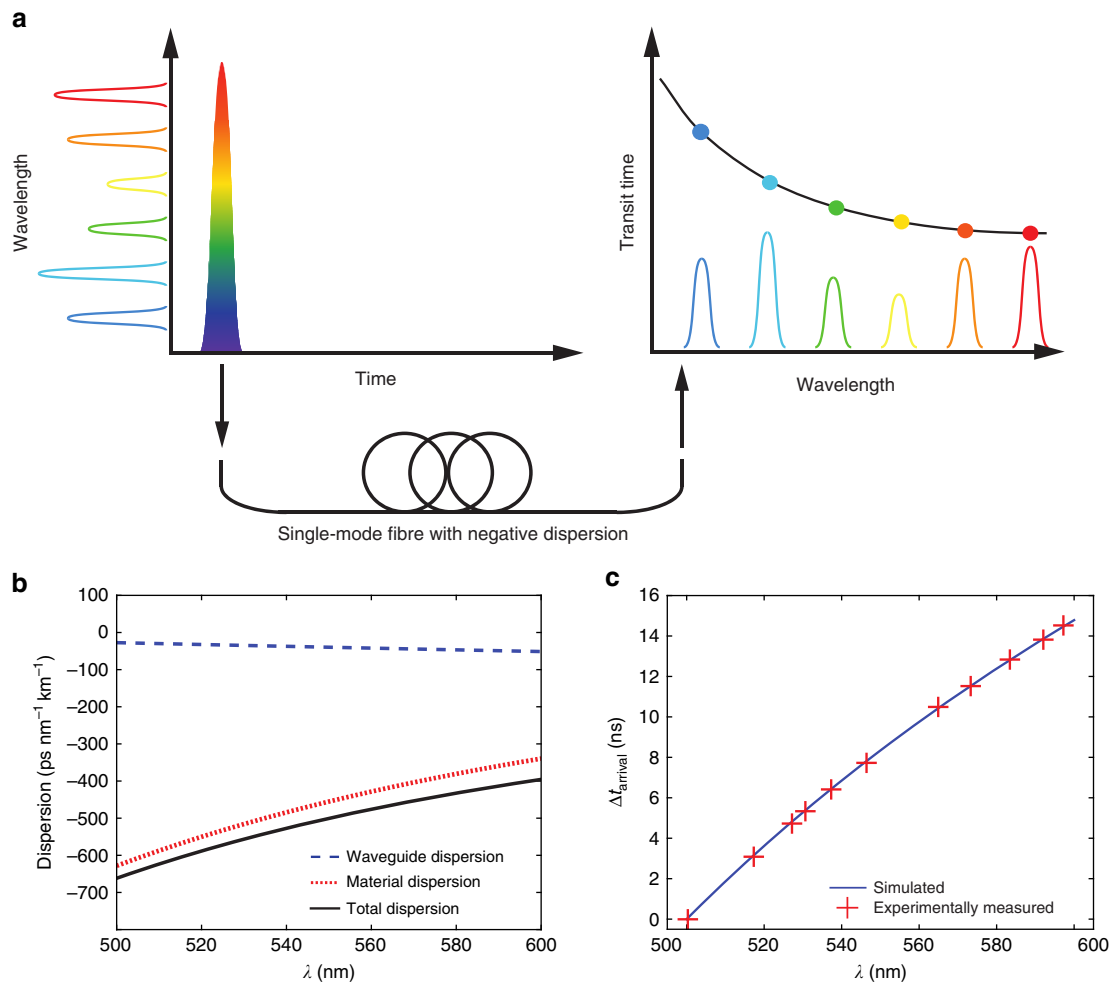 a
Wavelength
Time
Transit time
Wavelength
Single-mode fibre with negative dispersion
b
Dispersion (ps nm⁻¹ km⁻¹)
100
0
−100
−200
−300
−400
−500
−600
−700
Waveguide dispersion
Material dispersion
Total dispersion
500 520 540 560 580 600
λ (nm)
c
Δt_arrival (ns)
16
14
12
10
8
6
4
2
0
Simulated
Experimentally measured
500 520 540 560 580 600
λ (nm)